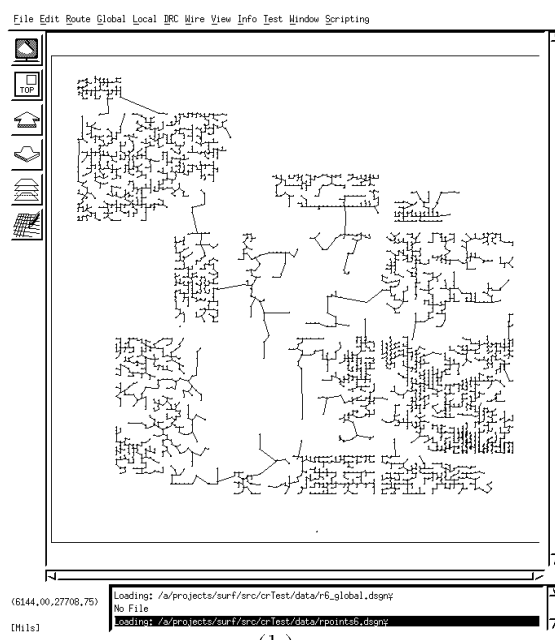 File Edit Route Global Local DRC Wire View Info Test Window Scripting
TOP
(6144.00,27708.75)
[Mils]
Loading: /a/projects/surf/src/crTest/data/r6_global.dsgn
No File
Loading: /a/projects/surf/src/crTest/data/rpoints6.dsgn